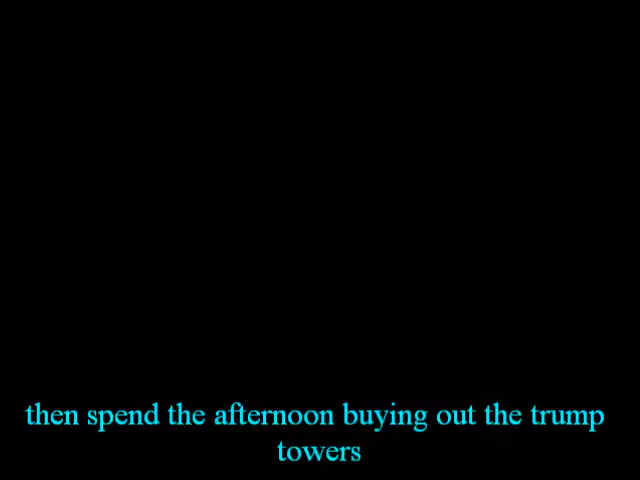 then spend the afternoon buying out the trump
towers